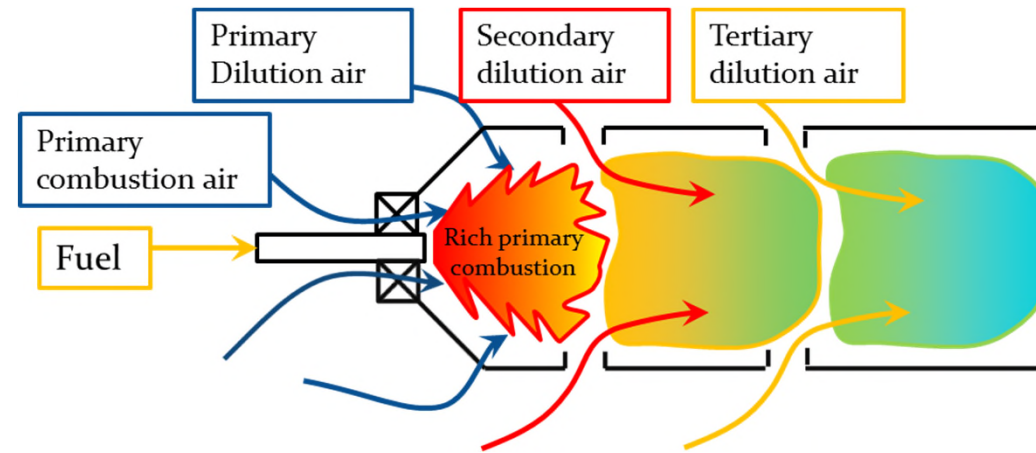 Primary
Dilution air
Secondary
dilution air
Tertiary
dilution air
Primary
combustion air
Fuel
Rich primary
combustion